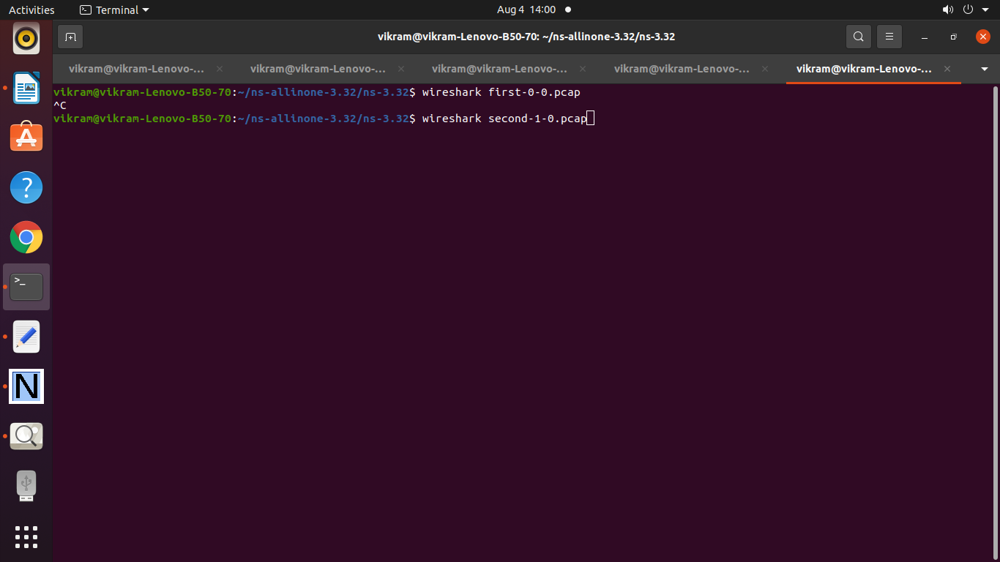 Activities
Terminal
Aug 4 14:00
vikram@vikram-Lenovo-B50-70: ~/ns-allinone-3.32/ns-3.32
vikram@vikram-Lenovo-...
vikram@vikram-Lenovo-...
vikram@vikram-Lenovo-...
vikram@vikram-Lenovo-...
vikram@vikram-Lenovo-...
vikram@vikram-Lenovo-B50-70:~/ns-allinone-3.32/ns-3.32$ wireshark first-0-0.pcap
^C
vikram@vikram-Lenovo-B50-70:~/ns-allinone-3.32/ns-3.32$ wireshark second-1-0.pcap
?
>_
N